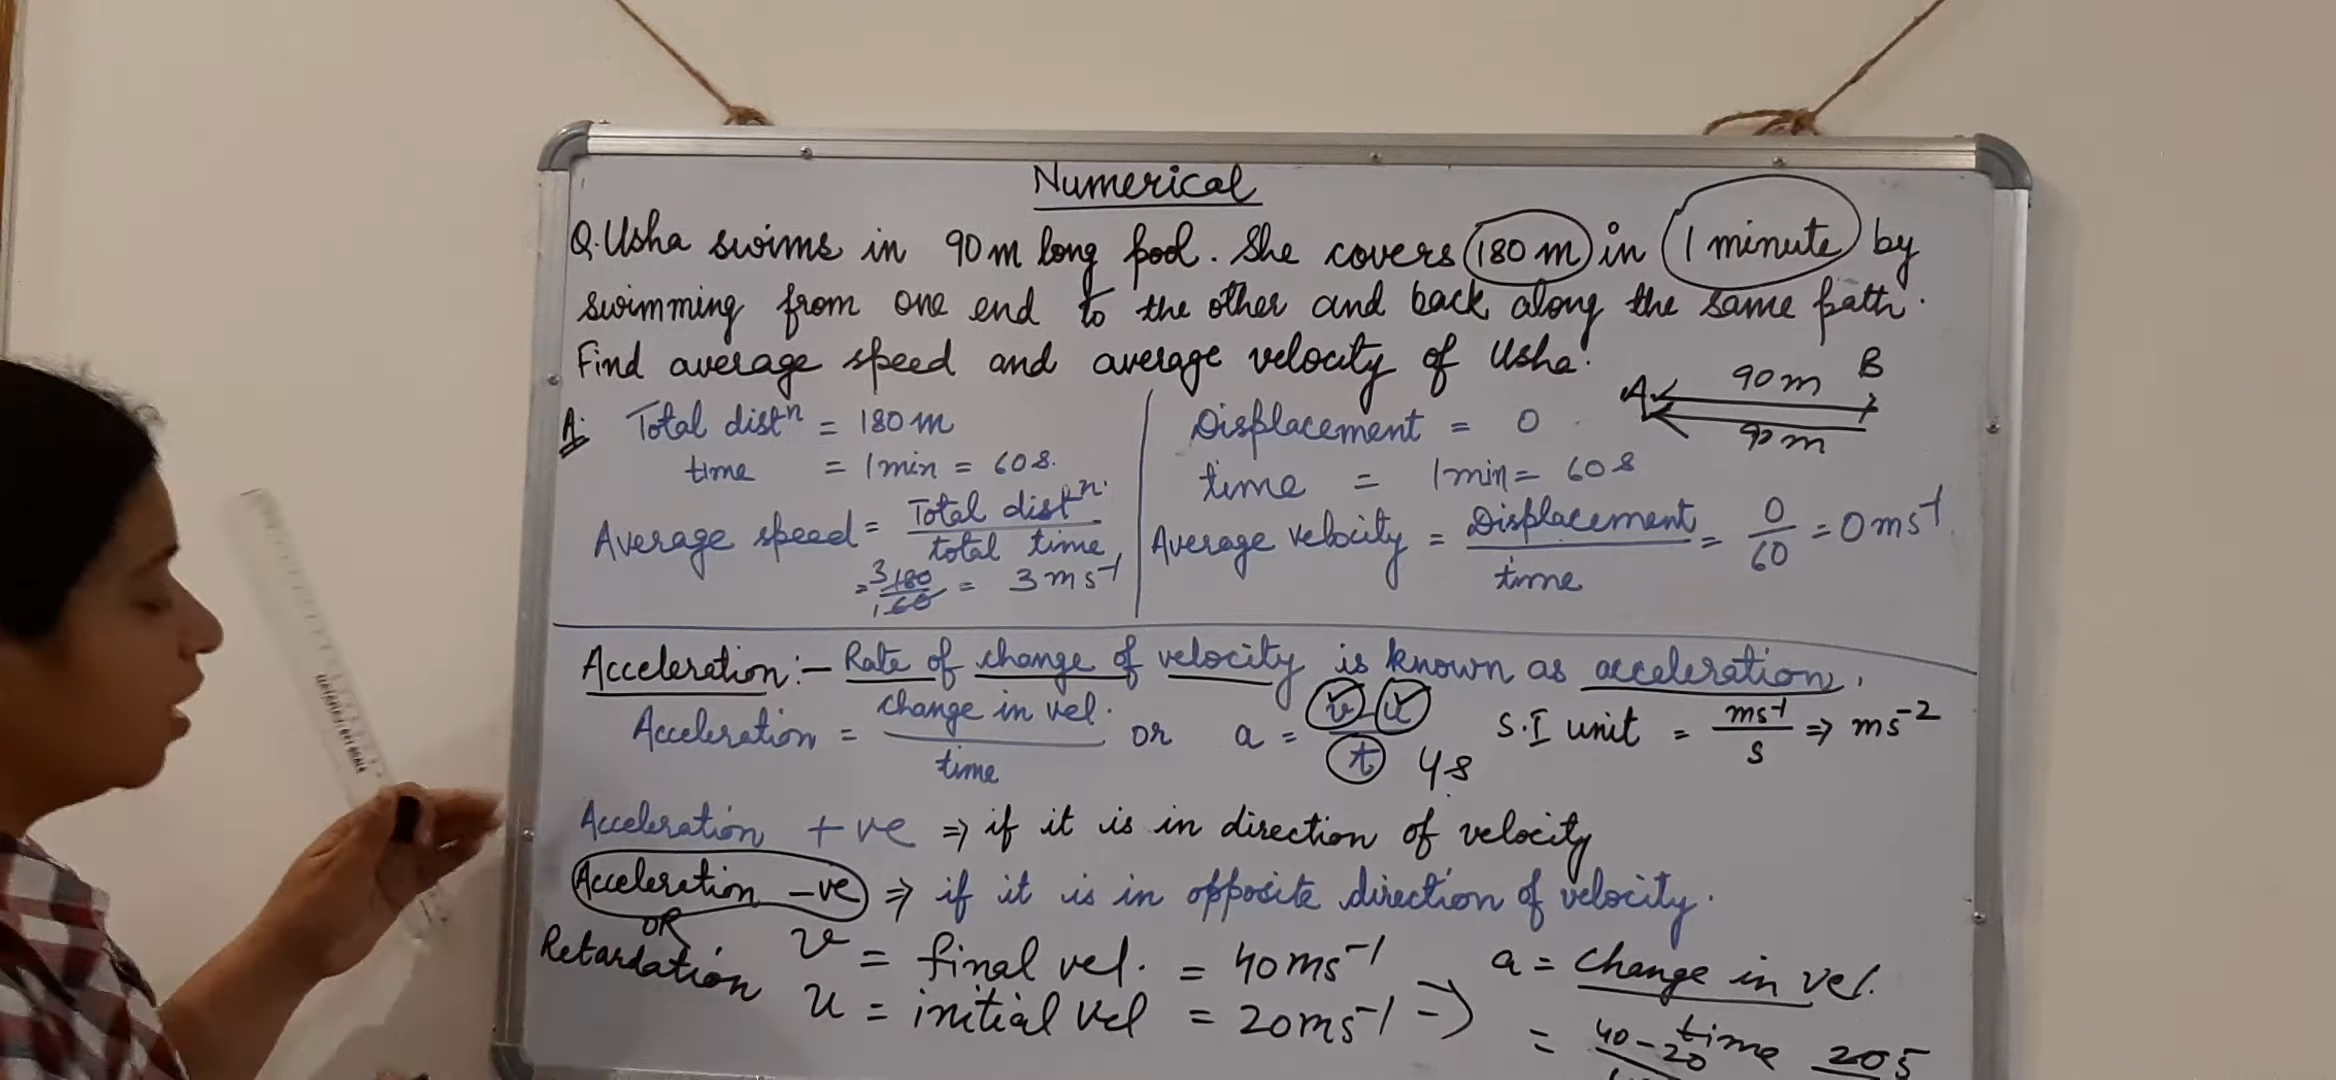 Numerical
Q. Usha swims in 90 m long pool. She covers 180 m in 1 minute by
swimming from one end to the other and back along the same path.
Find average speed and average velocity of Usha.
A 90 m B
90 m
A: Total distⁿ = 180 m
time = 1 min = 60 s.
Average speed = Total distⁿ. / total time
= 180/60 = 3 ms⁻¹
3
1
Displacement = 0
time = 1 min = 60 s
Average velocity = Displacement / time = 0/60 = 0 ms⁻¹
Acceleration:- Rate of change of velocity is known as acceleration.
Acceleration = change in vel. / time or a = v-u / t 4s S.I unit = ms⁻¹/s ⇒ ms⁻²
Acceleration +ve ⇒ if it is in direction of velocity
Acceleration -ve ⇒ if it is in opposite direction of velocity.
OR
Retardation
v = final vel. = 40 ms⁻¹
u = initial vel = 20 ms⁻¹ ⇒
a = change in vel. / time
= 40-20 20 5